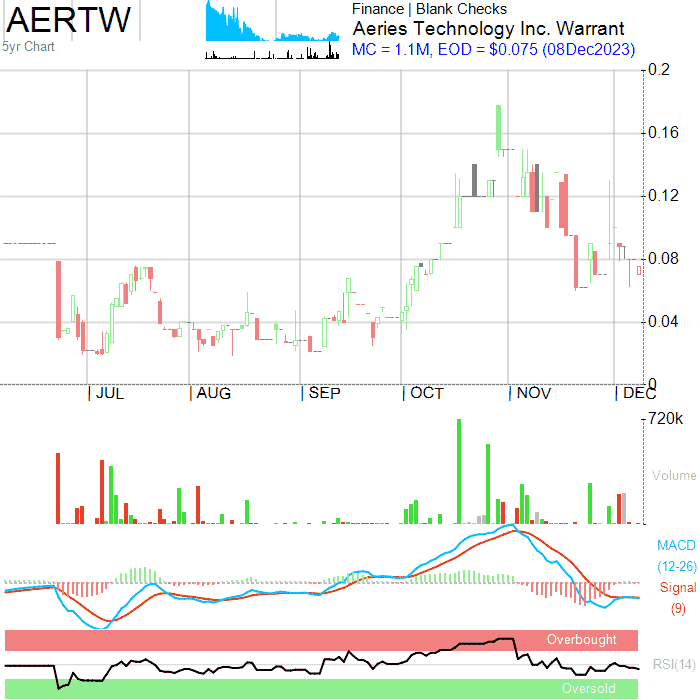 AERTW
5yr Chart
Finance | Blank Checks
Aeries Technology Inc. Warrant
MC = 1.1M, EOD = $0.075 (08Dec2023)
0.2
0.16
0.12
0.08
0.04
0
JUL
AUG
SEP
OCT
NOV
DEC
720k
Volume
MACD
(12-26)
Signal
(9)
Overbought
RSI(14)
Oversold